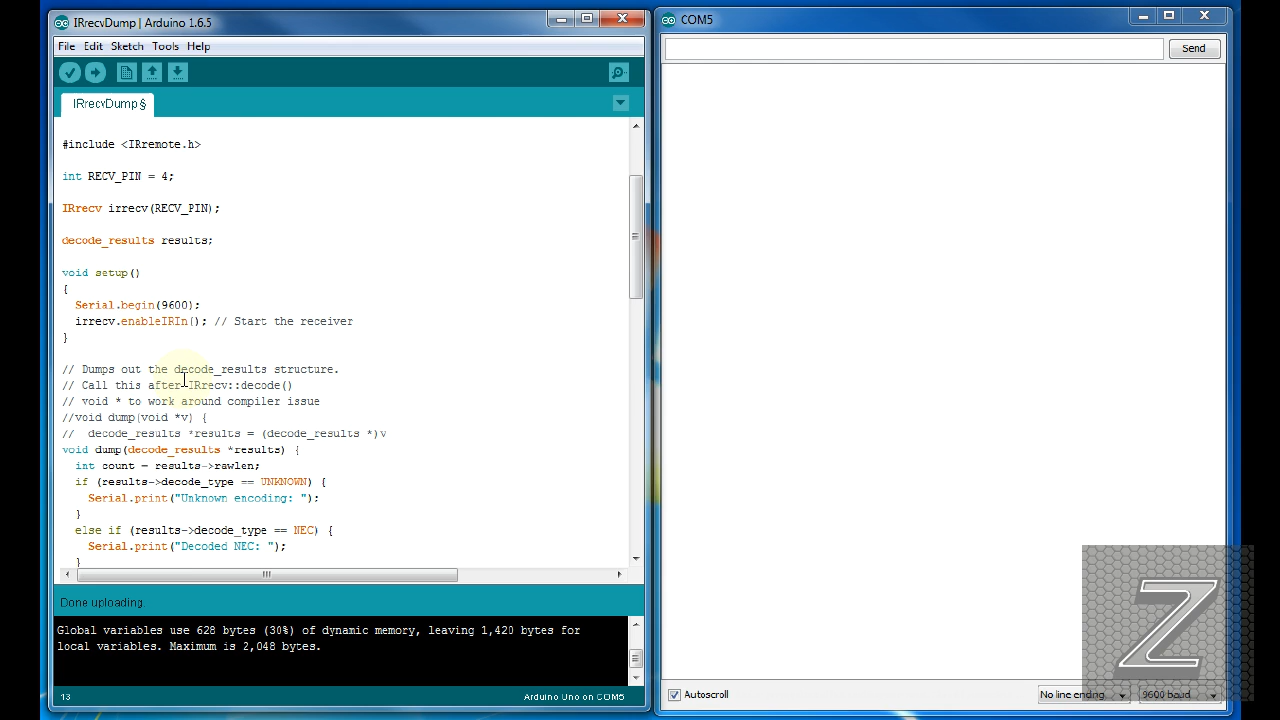 IRrecvDump | Arduino 1.6.5
File Edit Sketch Tools Help
IRrecvDump §
#include <IRremote.h>
int RECV_PIN = 4;
IRrecv irrecv(RECV_PIN);
decode_results results;
void setup()
{
  Serial.begin(9600);
  irrecv.enableIRIn(); // Start the receiver
}
// Dumps out the decode_results structure.
// Call this after IRrecv::decode()
// void * to work around compiler issue
//void dump(void *v) {
//  decode_results *results = (decode_results *)v
void dump(decode_results *results) {
  int count = results->rawlen;
  if (results->decode_type == UNKNOWN) {
    Serial.print("Unknown encoding: ");
  }
  else if (results->decode_type == NEC) {
    Serial.print("Decoded NEC: ");
  }
Done uploading.
Global variables use 628 bytes (30%) of dynamic memory, leaving 1,420 bytes for
local variables. Maximum is 2,048 bytes.
13
Arduino Uno on COM5
COM5
Send
Autoscroll
No line ending
9600 baud
Z